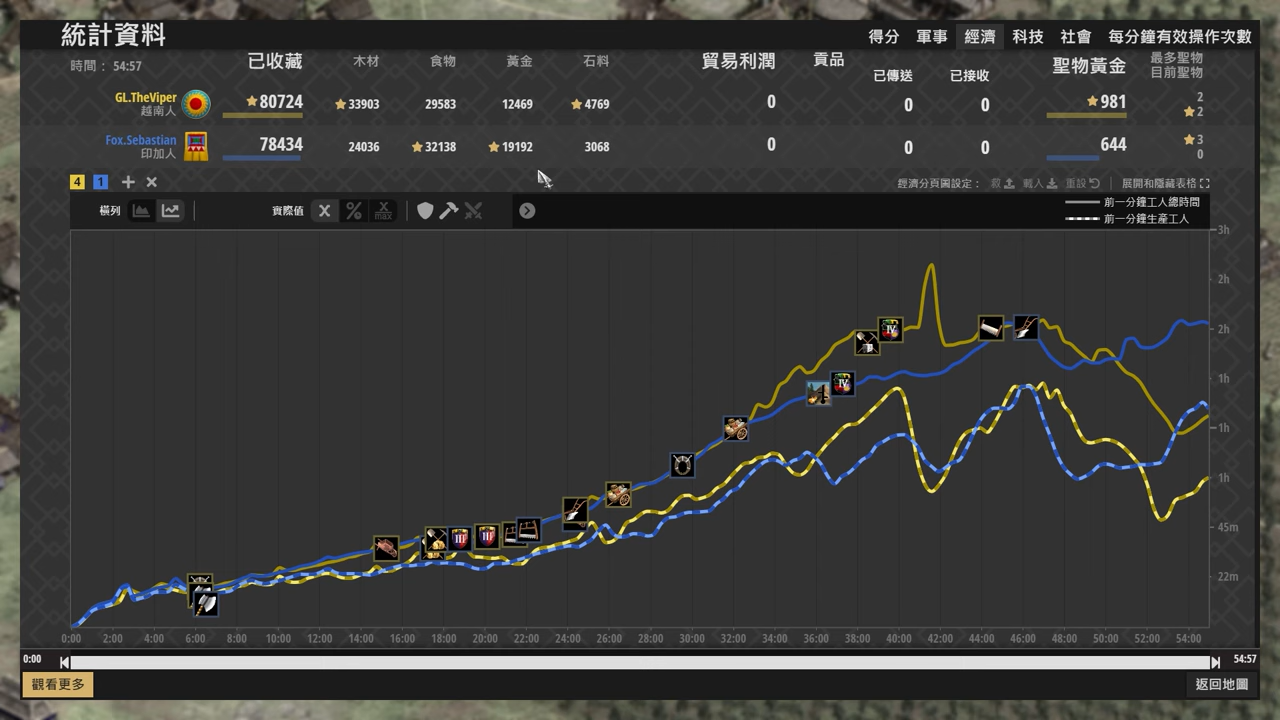 統計資料
得分 軍事 經濟 科技 社會 每分鐘有效操作次數
時間： 54:57 已收藏 木材 食物 黃金 石料 貿易利潤 貢品 已傳送 已接收 聖物黃金 最多聖物 目前聖物
GL.TheViper 80724 33903 29583 12469 4769 0 0 0 981 2
越南人 2
Fox.Sebastian 78434 24036 32138 19192 3068 0 0 0 644 3
印加人 0
4 1 + × 經濟分頁圖設定： 載入 重設 展開和隱藏表格
橫列 實際值 X % X max 前一分鐘工人總時間
前一分鐘生產工人
3h
2h
2h
1h
1h
1h
45m
22m
IV
IV
III
III
0:00 2:00 4:00 6:00 8:00 10:00 12:00 14:00 16:00 18:00 20:00 22:00 24:00 26:00 28:00 30:00 32:00 34:00 36:00 38:00 40:00 42:00 44:00 46:00 48:00 50:00 52:00 54:00
0:00 54:57
觀看更多 返回地圖